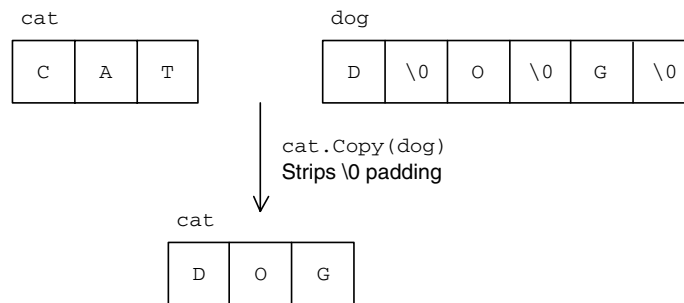 cat
dog
C A T
D \0 O \0 G \0
cat.Copy(dog)
Strips \0 padding
cat
D O G